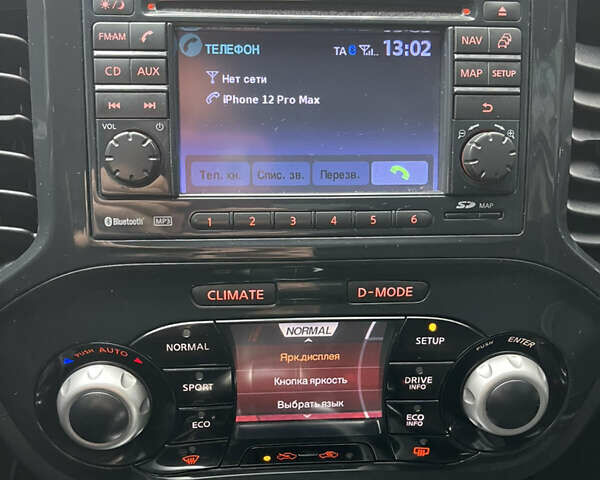 FM•AM
CD AUX
VOL
ТЕЛЕФОН TA 13:02
Нет сети
iPhone 12 Pro Max
Тел. кн. Спис. зв. Перезв.
NAV
MAP SETUP
Bluetooth MP3
1 2 3 4 5 6
SD MAP
CLIMATE D-MODE
PUSH AUTO
NORMAL
SPORT
ECO
NORMAL
Ярк.дисплея
Кнопка яркость
Выбрать язык
SETUP
DRIVE
INFO
ECO
INFO
PUSH ENTER